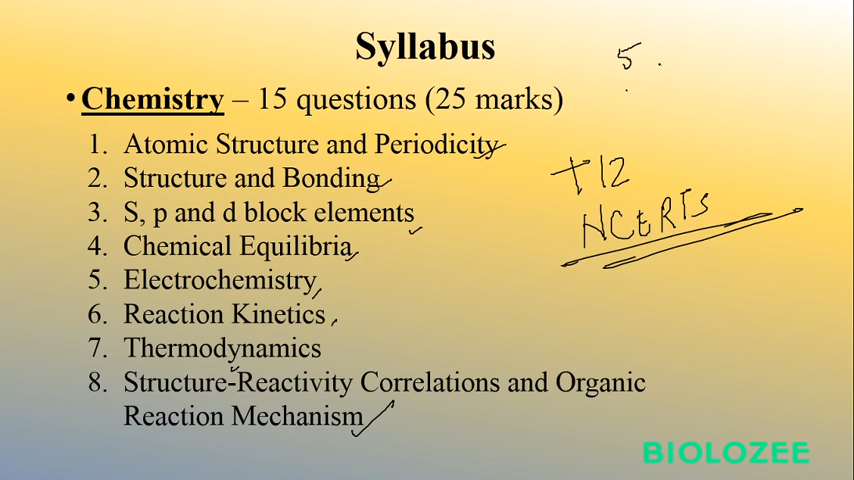 Syllabus
5.
• Chemistry – 15 questions (25 marks)
1. Atomic Structure and Periodicity
2. Structure and Bonding
3. S, p and d block elements
4. Chemical Equilibria
5. Electrochemistry
6. Reaction Kinetics
7. Thermodynamics
8. Structure-Reactivity Correlations and Organic
Reaction Mechanism
+12
NCERTs
BIOLOZEE